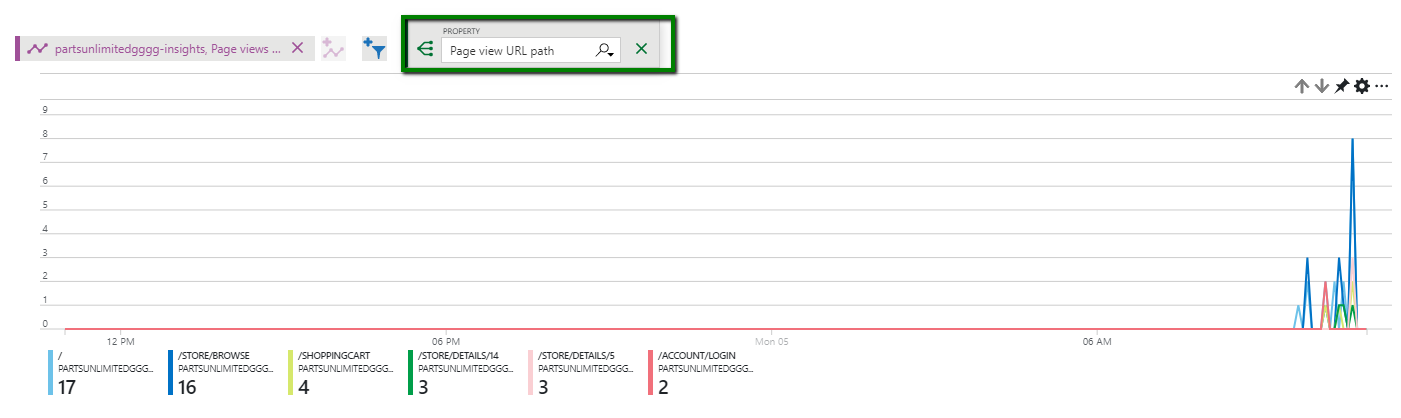 PROPERTY
partsunlimitedgggg-insights, Page views ...
Page view URL path
9
8
7
6
5
4
3
2
1
0
12 PM
06 PM
Mon 05
06 AM
/
PARTSUNLIMITEDGGG...
17
/STORE/BROWSE
PARTSUNLIMITEDGGG...
16
/SHOPPINGCART
PARTSUNLIMITEDGGG...
4
/STORE/DETAILS/14
PARTSUNLIMITEDGGG...
3
/STORE/DETAILS/5
PARTSUNLIMITEDGGG...
3
/ACCOUNT/LOGIN
PARTSUNLIMITEDGGG...
2